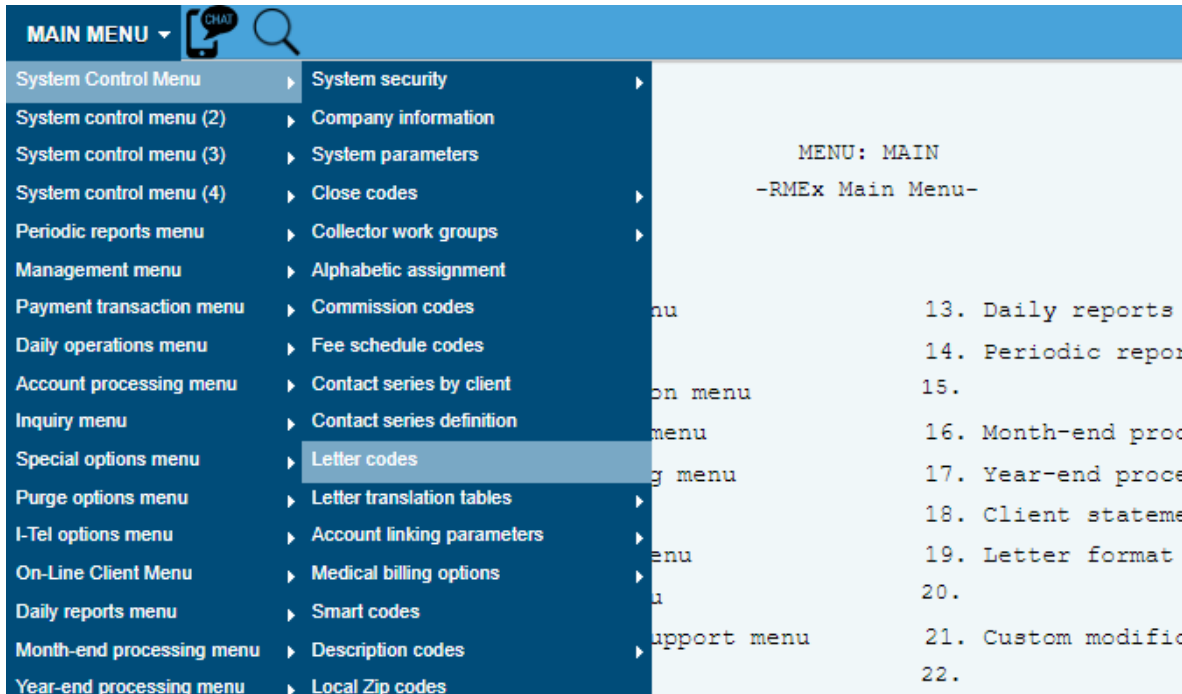 MAIN MENU
CHAT
System Control Menu
System control menu (2)
System control menu (3)
System control menu (4)
Periodic reports menu
Management menu
Payment transaction menu
Daily operations menu
Account processing menu
Inquiry menu
Special options menu
Purge options menu
I-Tel options menu
On-Line Client Menu
Daily reports menu
Month-end processing menu
Year-end processing menu
System security
Company information
System parameters
Close codes
Collector work groups
Alphabetic assignment
Commission codes
Fee schedule codes
Contact series by client
Contact series definition
Letter codes
Letter translation tables
Account linking parameters
Medical billing options
Smart codes
Description codes
Local Zip codes
MENU: MAIN
-RMEx Main Menu-
nu
on menu
menu
g menu
enu
u
upport menu
13. Daily reports
14. Periodic repor
15.
16. Month-end proc
17. Year-end proce
18. Client stateme
19. Letter format
20.
21. Custom modific
22.